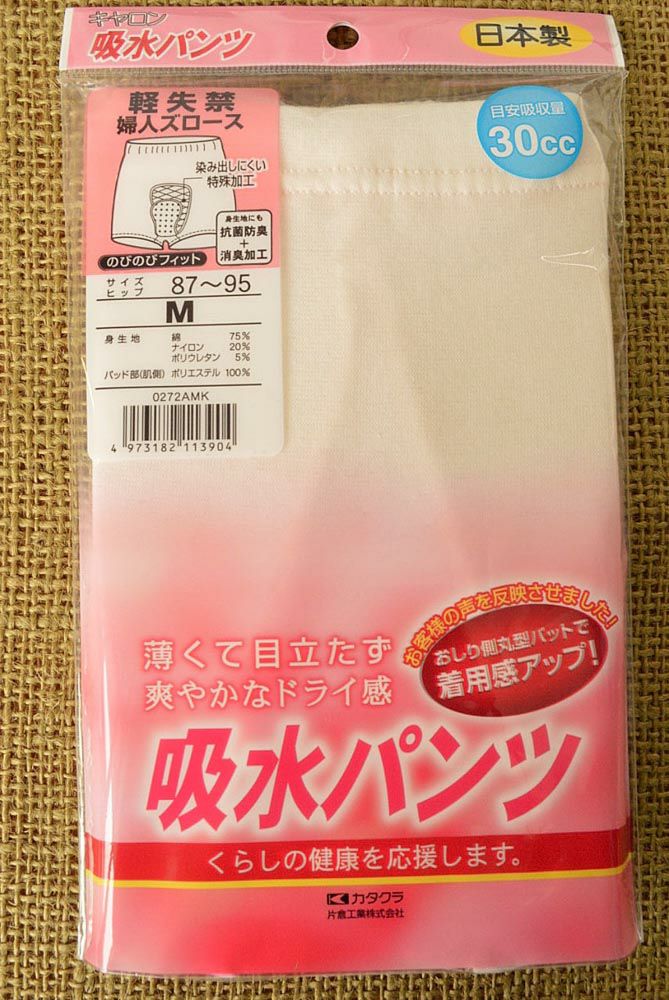 キャロン
吸水パンツ
日本製
軽失禁
婦人ズロース
染み出しにくい
特殊加工
身生地にも
抗菌防臭
+
消臭加工
のびのびフィット
目安吸収量
30cc
サイズ
ヒップ 87～95
M
身生地 綿 75%
ナイロン 20%
ポリウレタン 5%
パッド部(肌側) ポリエステル 100%
0272AMK
4 973182 113904
お客様の声を反映させました!
おしり側丸型パットで
着用感アップ!
薄くて目立たず
爽やかなドライ感
吸水パンツ
くらしの健康を応援します。
カタクラ
片倉工業株式会社